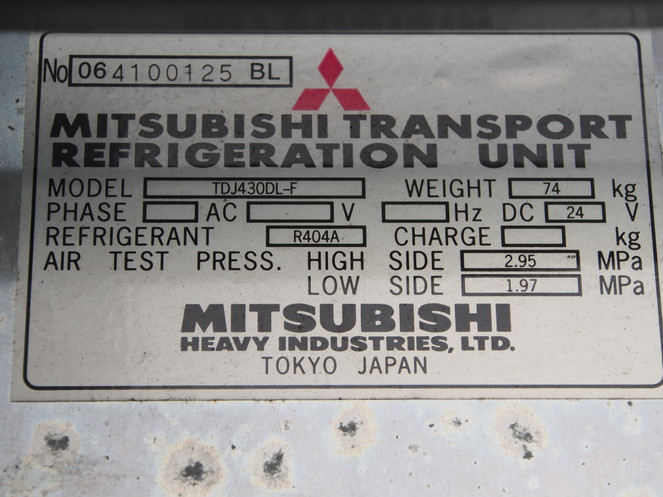 No 064100125 BL
MITSUBISHI TRANSPORT
REFRIGERATION UNIT
MODEL TDJ430DL-F WEIGHT 74 kg
PHASE AC V Hz DC 24 V
REFRIGERANT R404A CHARGE kg
AIR TEST PRESS. HIGH SIDE 2.95 MPa
LOW SIDE 1.97 MPa
MITSUBISHI
HEAVY INDUSTRIES, LTD.
TOKYO JAPAN